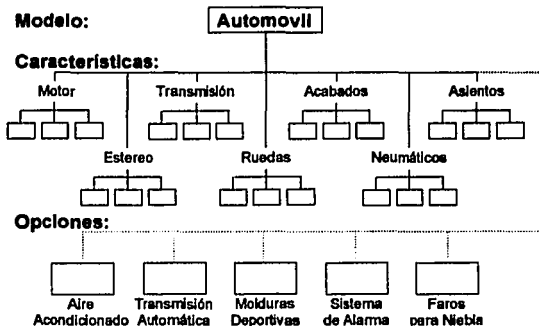 Modelo: Automovil
Características:
Motor Transmisión Acabados Asientos
Estereo Ruedas Neumáticos
Opciones:
Aire Transmisión Molduras Sistema Faros
Acondicionado Automática Deportivas de Alarma para Niebla